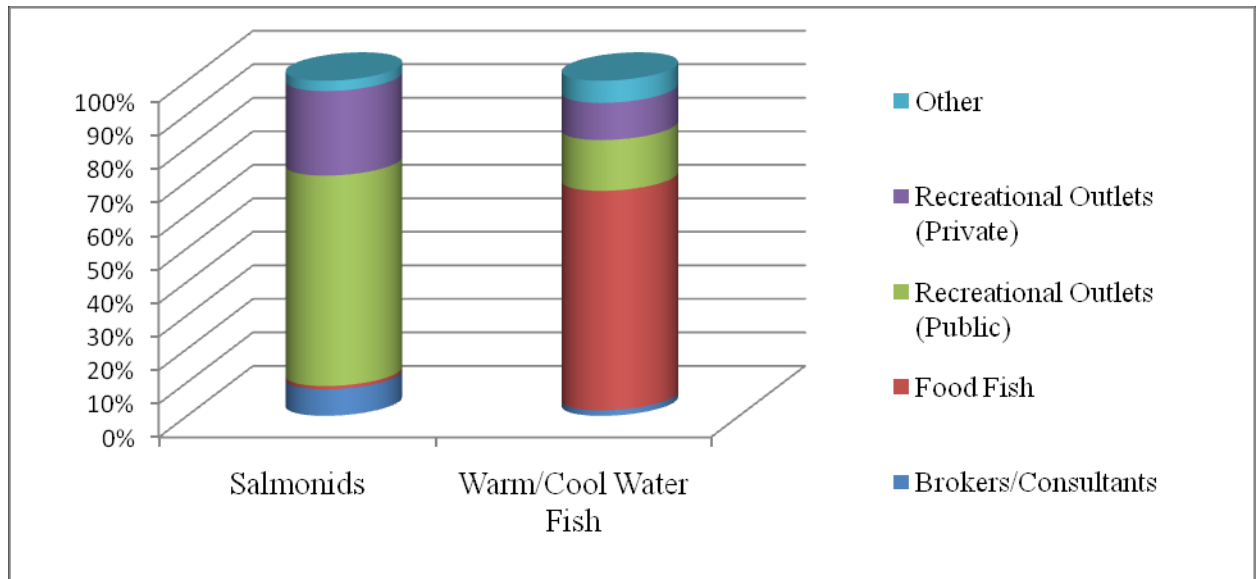 100%
90%
80%
70%
60%
50%
40%
30%
20%
10%
0%
Salmonids
Warm/Cool Water
Fish
Other
Recreational Outlets
(Private)
Recreational Outlets
(Public)
Food Fish
Brokers/Consultants